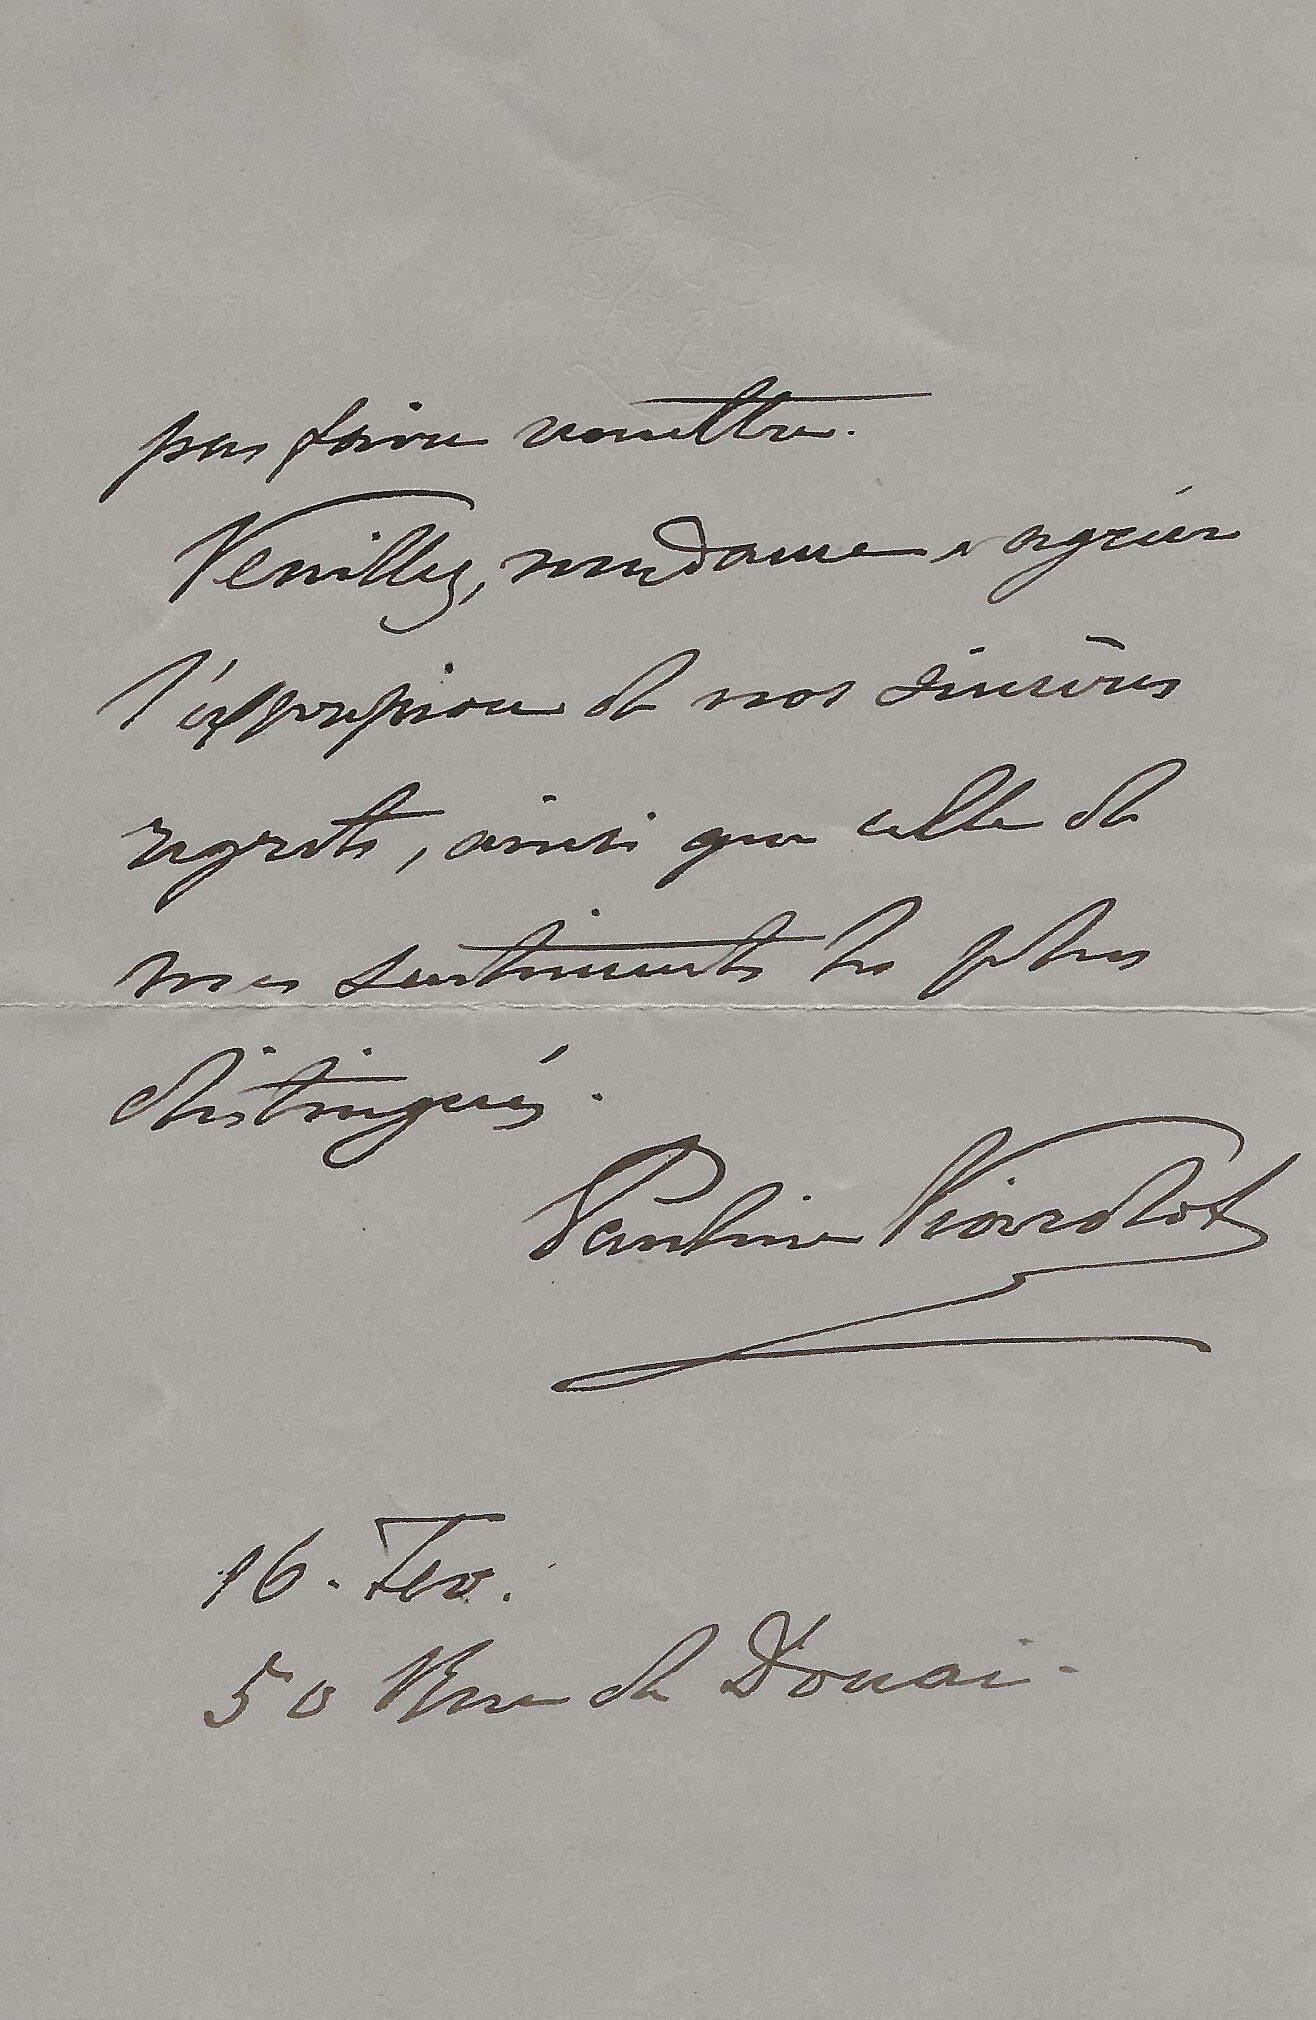 pas faire remettre.
Veuillez, madame, agréer
l'expression de nos sincères
regrets, ainsi que celle de
mes sentiments les plus
distingués.
Pauline Viardot
16. Fev.
50 Rue de Douai.